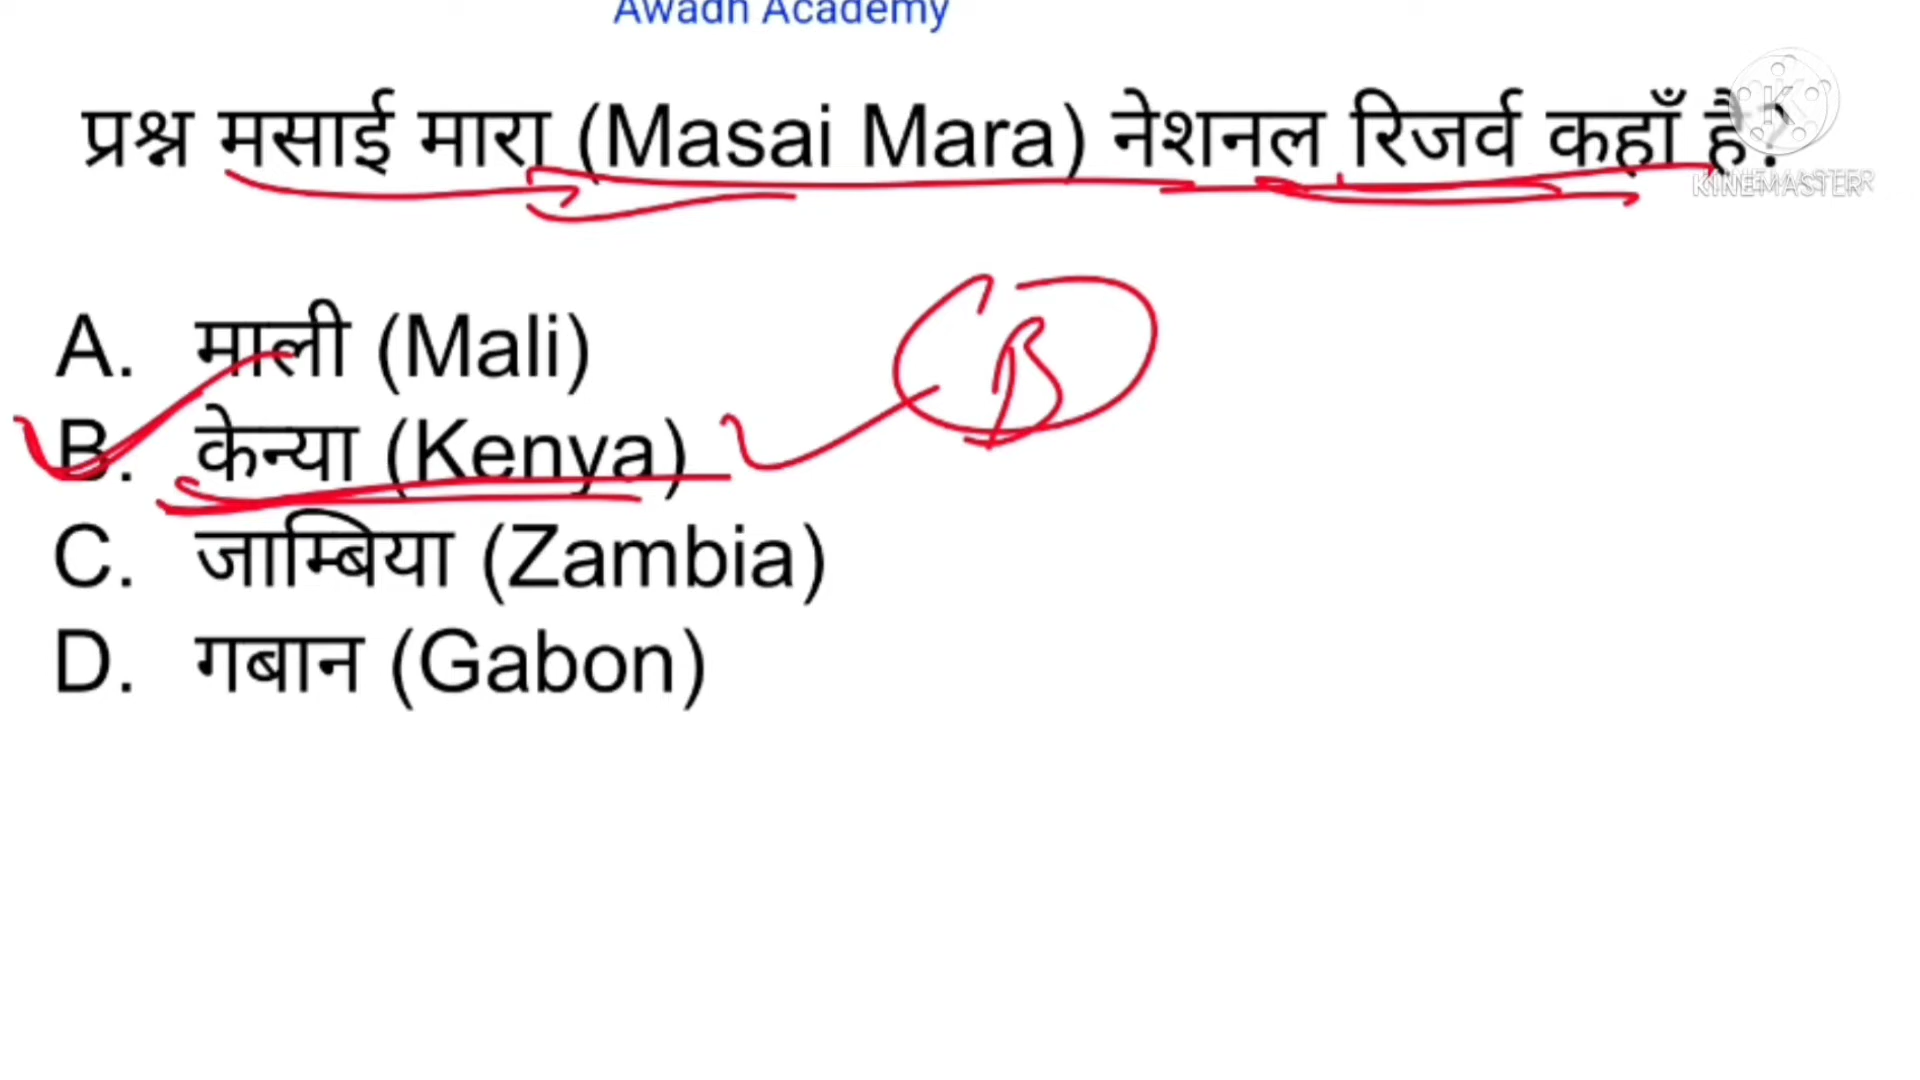 Awadh Academy
प्रश्न मसाई मारा (Masai Mara) नेशनल रिजर्व कहाँ है?
KINEMASTER
A. माली (Mali)
B. केन्या (Kenya)
B
C. जाम्बिया (Zambia)
D. गबान (Gabon)